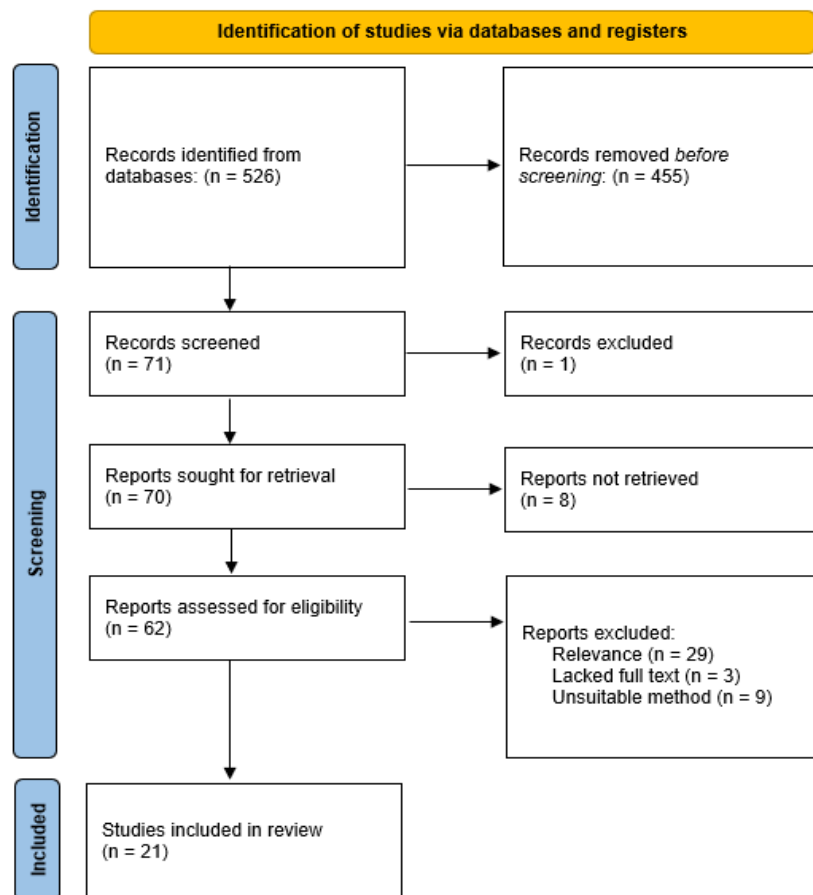 Identification of studies via databases and registers
Identification
Records identified from
databases: (n = 526)
Records removed before
screening: (n = 455)
Screening
Records screened
(n = 71)
Records excluded
(n = 1)
Reports sought for retrieval
(n = 70)
Reports not retrieved
(n = 8)
Reports assessed for eligibility
(n = 62)
Reports excluded:
Relevance (n = 29)
Lacked full text (n = 3)
Unsuitable method (n = 9)
Included
Studies included in review
(n = 21)